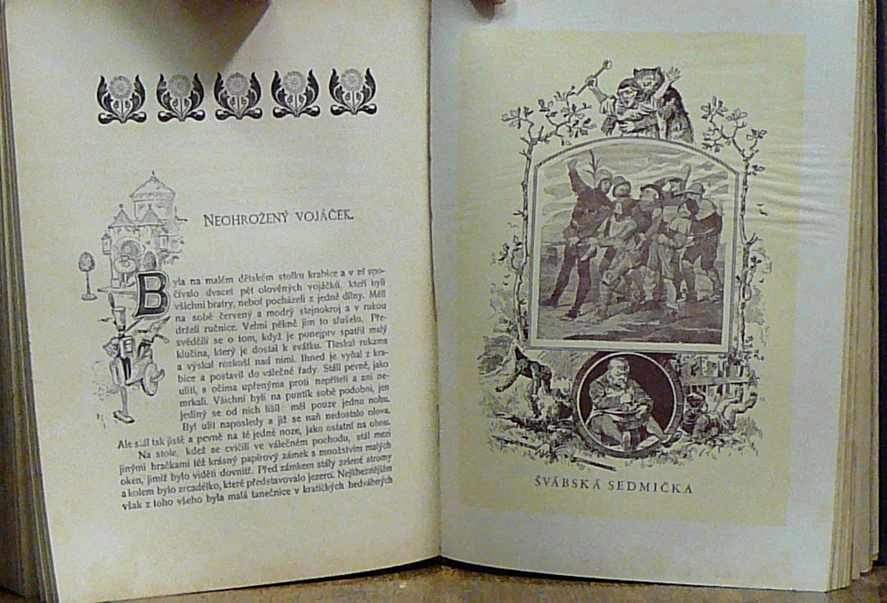 NEOHROŽENÝ VOJÁČEK.
Byla na malém dětském stolku krabice a v ní spo-
čívalo dvacet pět olověných vojáčků, kteří byli
všichni bratry, neboť pocházeli z jedné dílny. Měli
na sobě červený a modrý stejnokroj a v rukou
drželi ručnice. Velmi pěkně jim to slušelo. Pře-
svědčili se o tom, když je ponejprv spatřil malý
klučina, který je dostal k svátku. Tleskal rukama
a výskal rozkoší nad nimi. Ihned je vyňal z kra-
bice a postavil do válečné řady. Stáli pevně, jako
ulití, a očima upřenýma proti nepříteli a ani ne-
mrkali. Všichni byli na puntík sobě podobni, jen
jediný se od nich lišil: měl pouze jednu nohu.
Byl ulit naposledy a již se naň nedostalo olova.
Ale stál tak jistě a pevně na té jedné noze, jako ostatní na obou.
Na stole, kdež se cvičili ve válečném pochodu, stál mezi
jinými hračkami též krásný papírový zámek s množstvím malých
oken, jimiž bylo viděti dovnitř. Před zámkem stály zelené stromy
a kolem bylo zrcadélko, které představovalo jezero. Nejlíbeznějším
však z toho všeho byla malá tanečnice v kratičkých hedvábných
ŠVÁBSKÁ SEDMIČKA